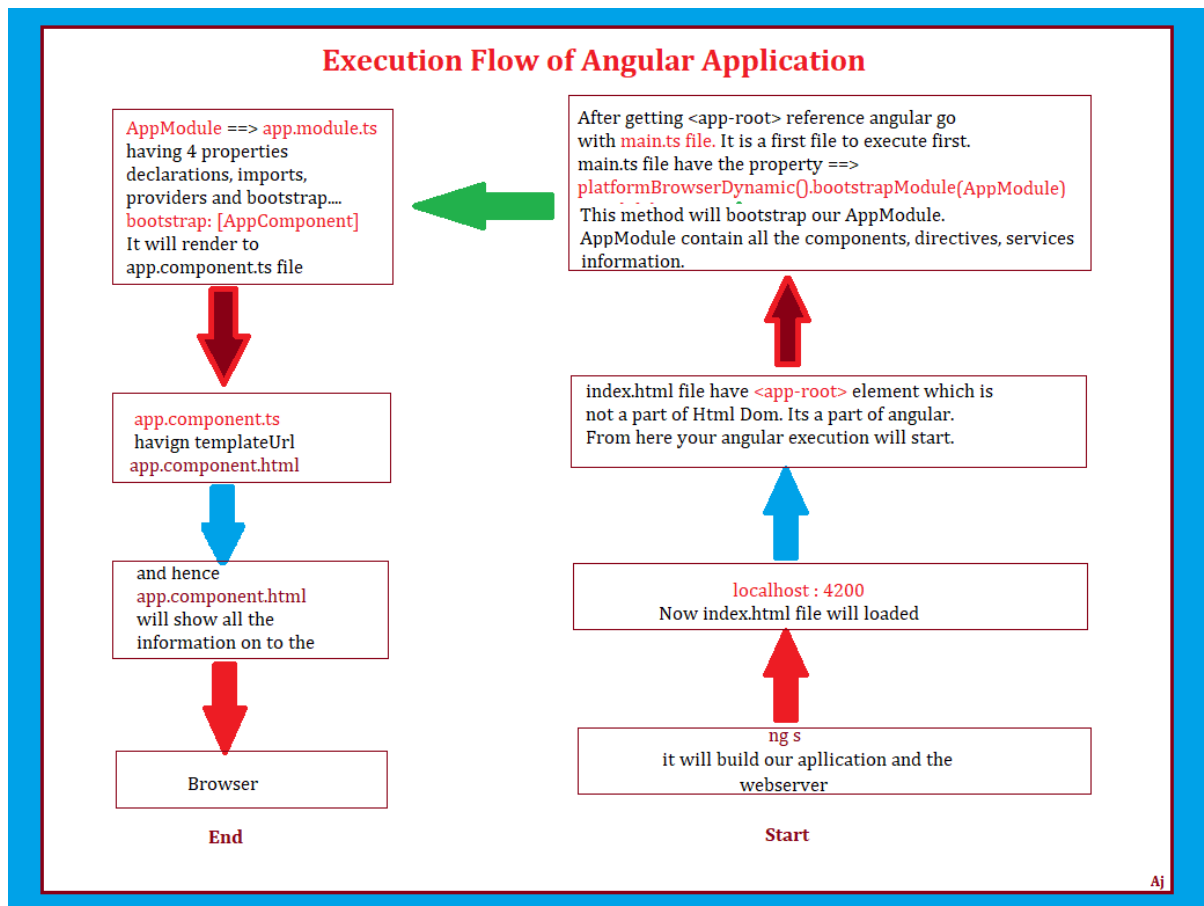 Execution Flow of Angular Application
AppModule ==> app.module.ts
having 4 properties
declarations, imports,
providers and bootstrap....
bootstrap: [AppComponent]
It will render to
app.component.ts file
After getting <app-root> reference angular go
with main.ts file. It is a first file to execute first.
main.ts file have the property ==>
platformBrowserDynamic().bootstrapModule(AppModule)
This method will bootstrap our AppModule.
AppModule contain all the components, directives, services
information.
app.component.ts
havign templateUrl
app.component.html
index.html file have <app-root> element which is
not a part of Html Dom. Its a part of angular.
From here your angular execution will start.
and hence
app.component.html
will show all the
information on to the
localhost : 4200
Now index.html file will loaded
Browser
ng s
it will build our apllication and the
webserver
End
Start
Aj